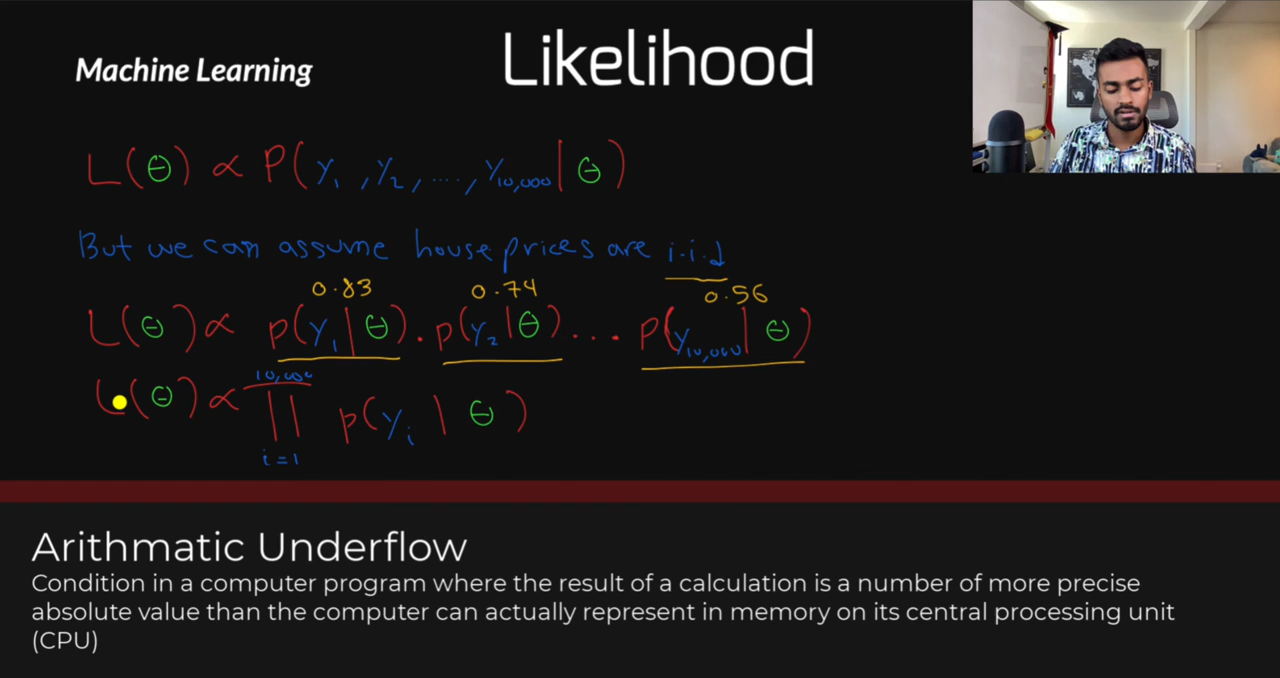 Machine Learning
Likelihood
L(θ) ∝ P(y₁, y₂, ...., y₁₀,₀₀₀ | θ)
But we can assume house prices are i.i.d
0.83 0.74 0.56
L(θ) ∝ p(y₁ | θ) . p(y₂ | θ) ... P(y₁₀,₀₀₀ | θ)
10,000
L(θ) ∝ ∏ p(yᵢ | θ)
i=1
Arithmatic Underflow
Condition in a computer program where the result of a calculation is a number of more precise
absolute value than the computer can actually represent in memory on its central processing unit
(CPU)